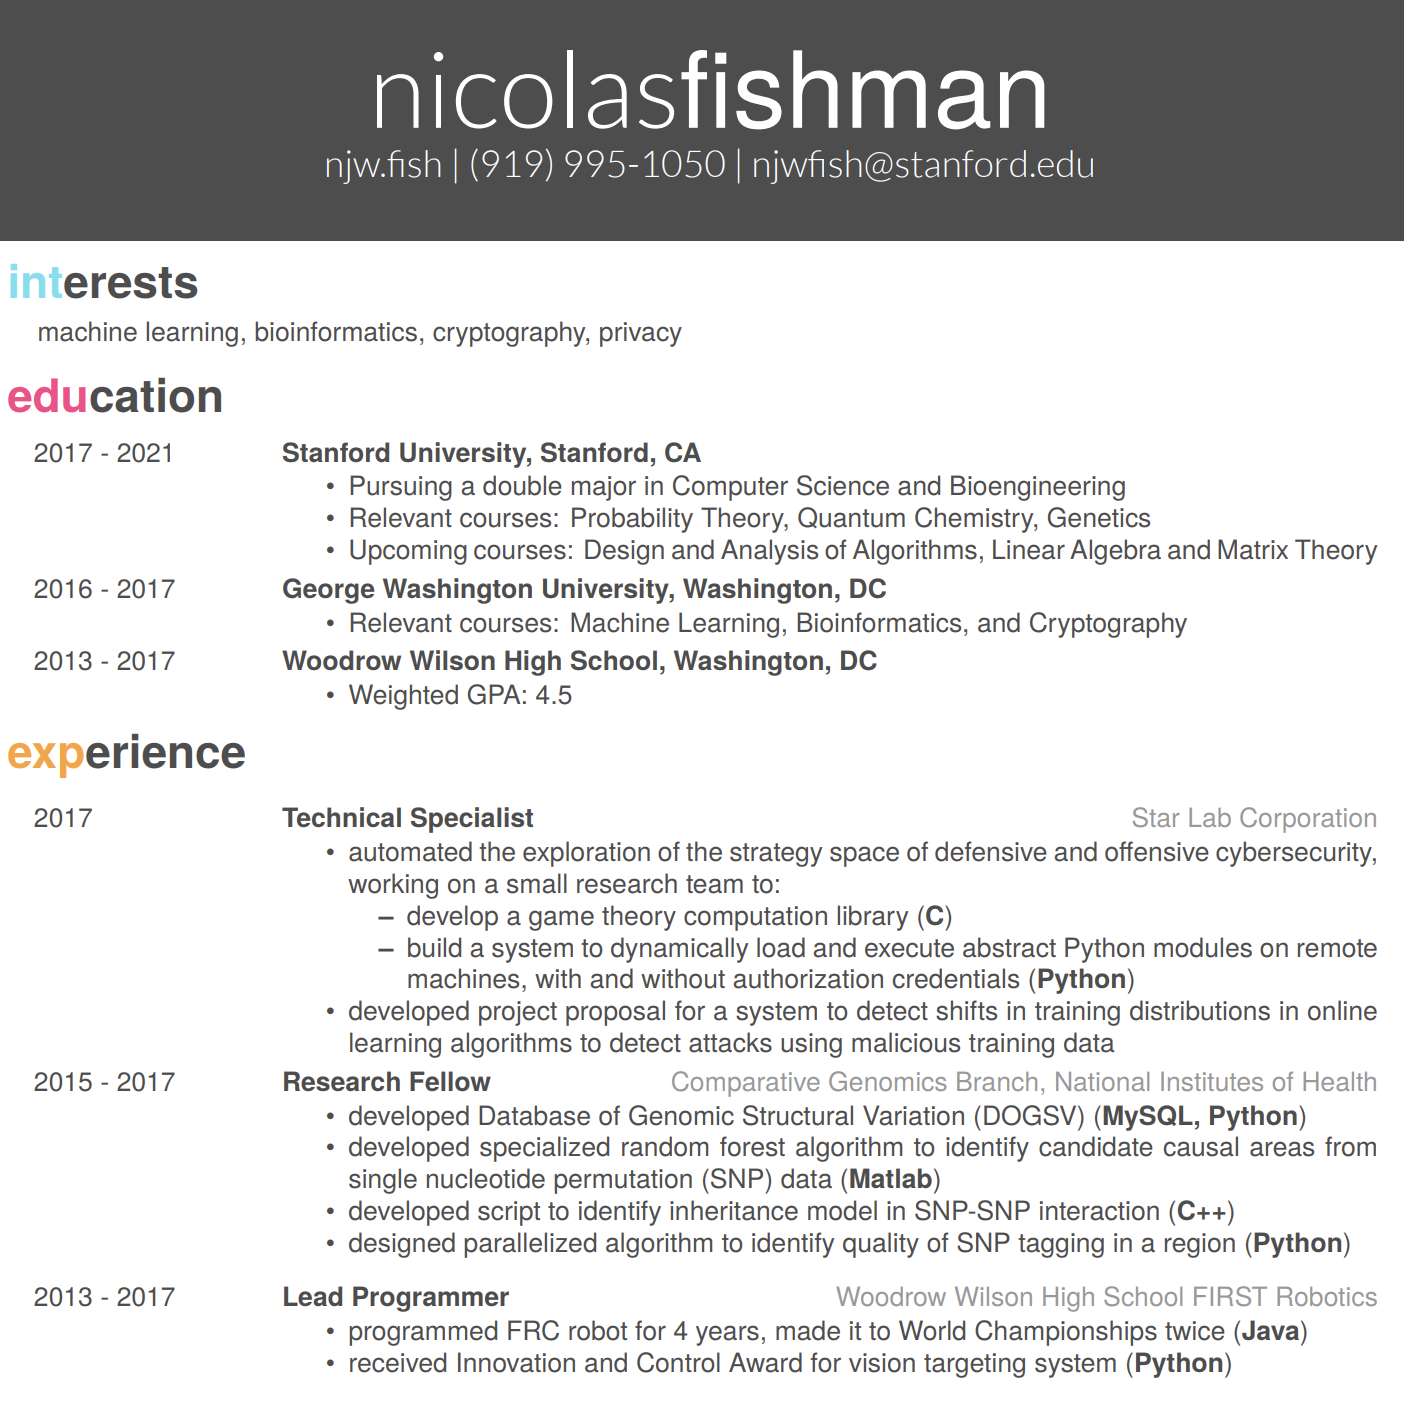 nicolasfishman
njw.fish | (919) 995-1050 | njwfish@stanford.edu
interests
machine learning, bioinformatics, cryptography, privacy
education
2017 - 2021 Stanford University, Stanford, CA
• Pursuing a double major in Computer Science and Bioengineering
• Relevant courses: Probability Theory, Quantum Chemistry, Genetics
• Upcoming courses: Design and Analysis of Algorithms, Linear Algebra and Matrix Theory
2016 - 2017 George Washington University, Washington, DC
• Relevant courses: Machine Learning, Bioinformatics, and Cryptography
2013 - 2017 Woodrow Wilson High School, Washington, DC
• Weighted GPA: 4.5
experience
2017 Technical Specialist Star Lab Corporation
• automated the exploration of the strategy space of defensive and offensive cybersecurity,
working on a small research team to:
– develop a game theory computation library (C)
– build a system to dynamically load and execute abstract Python modules on remote
machines, with and without authorization credentials (Python)
• developed project proposal for a system to detect shifts in training distributions in online
learning algorithms to detect attacks using malicious training data
2015 - 2017 Research Fellow Comparative Genomics Branch, National Institutes of Health
• developed Database of Genomic Structural Variation (DOGSV) (MySQL, Python)
• developed specialized random forest algorithm to identify candidate causal areas from
single nucleotide permutation (SNP) data (Matlab)
• developed script to identify inheritance model in SNP-SNP interaction (C++)
• designed parallelized algorithm to identify quality of SNP tagging in a region (Python)
2013 - 2017 Lead Programmer Woodrow Wilson High School FIRST Robotics
• programmed FRC robot for 4 years, made it to World Championships twice (Java)
• received Innovation and Control Award for vision targeting system (Python)